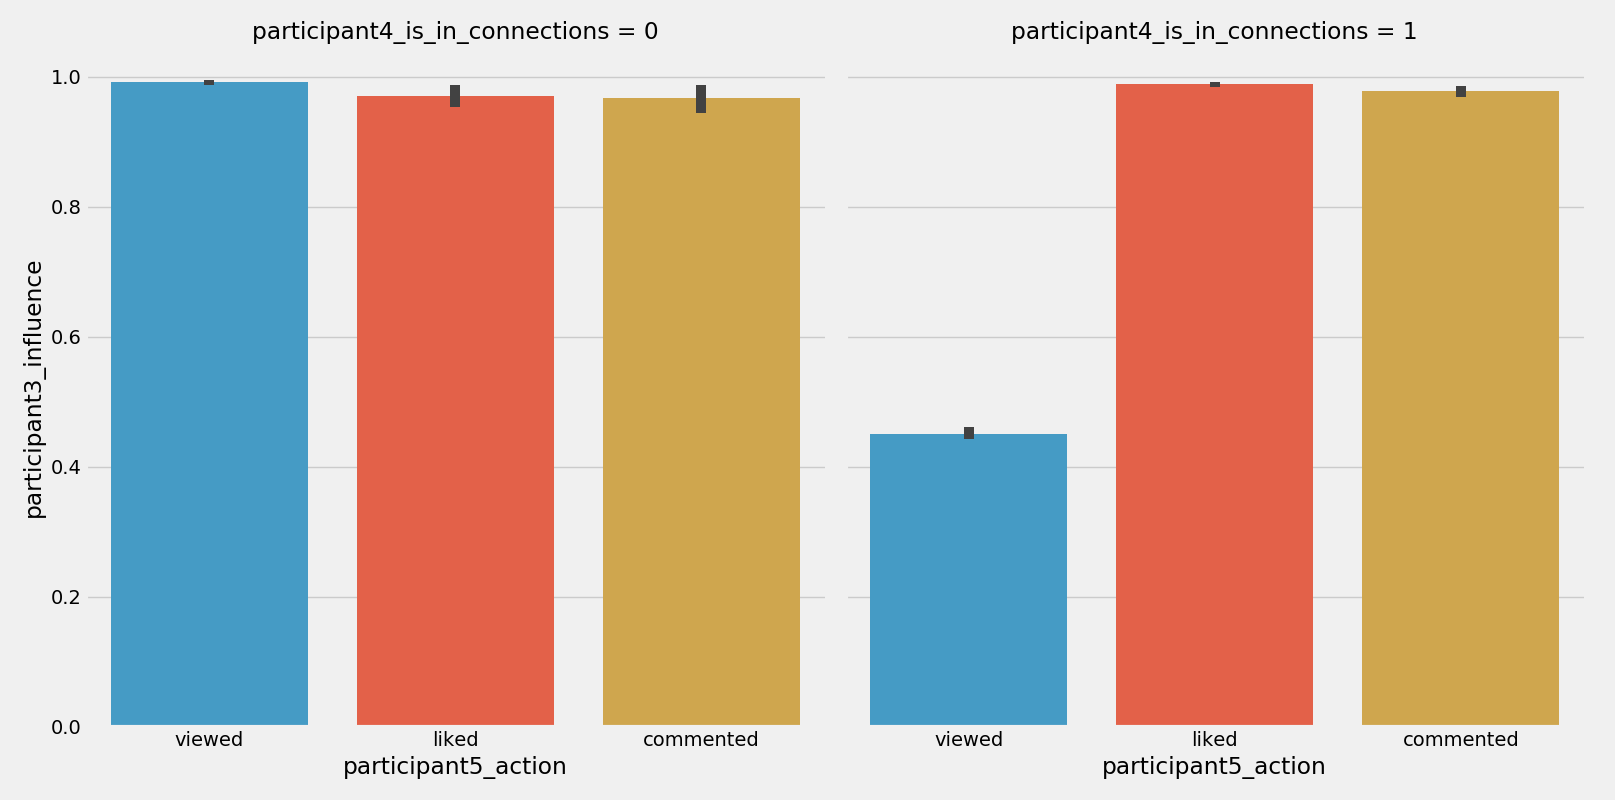 participant4_is_in_connections = 0
participant4_is_in_connections = 1
participant3_influence
1.0
0.8
0.6
0.4
0.2
0.0
viewed liked commented
viewed liked commented
participant5_action
participant5_action